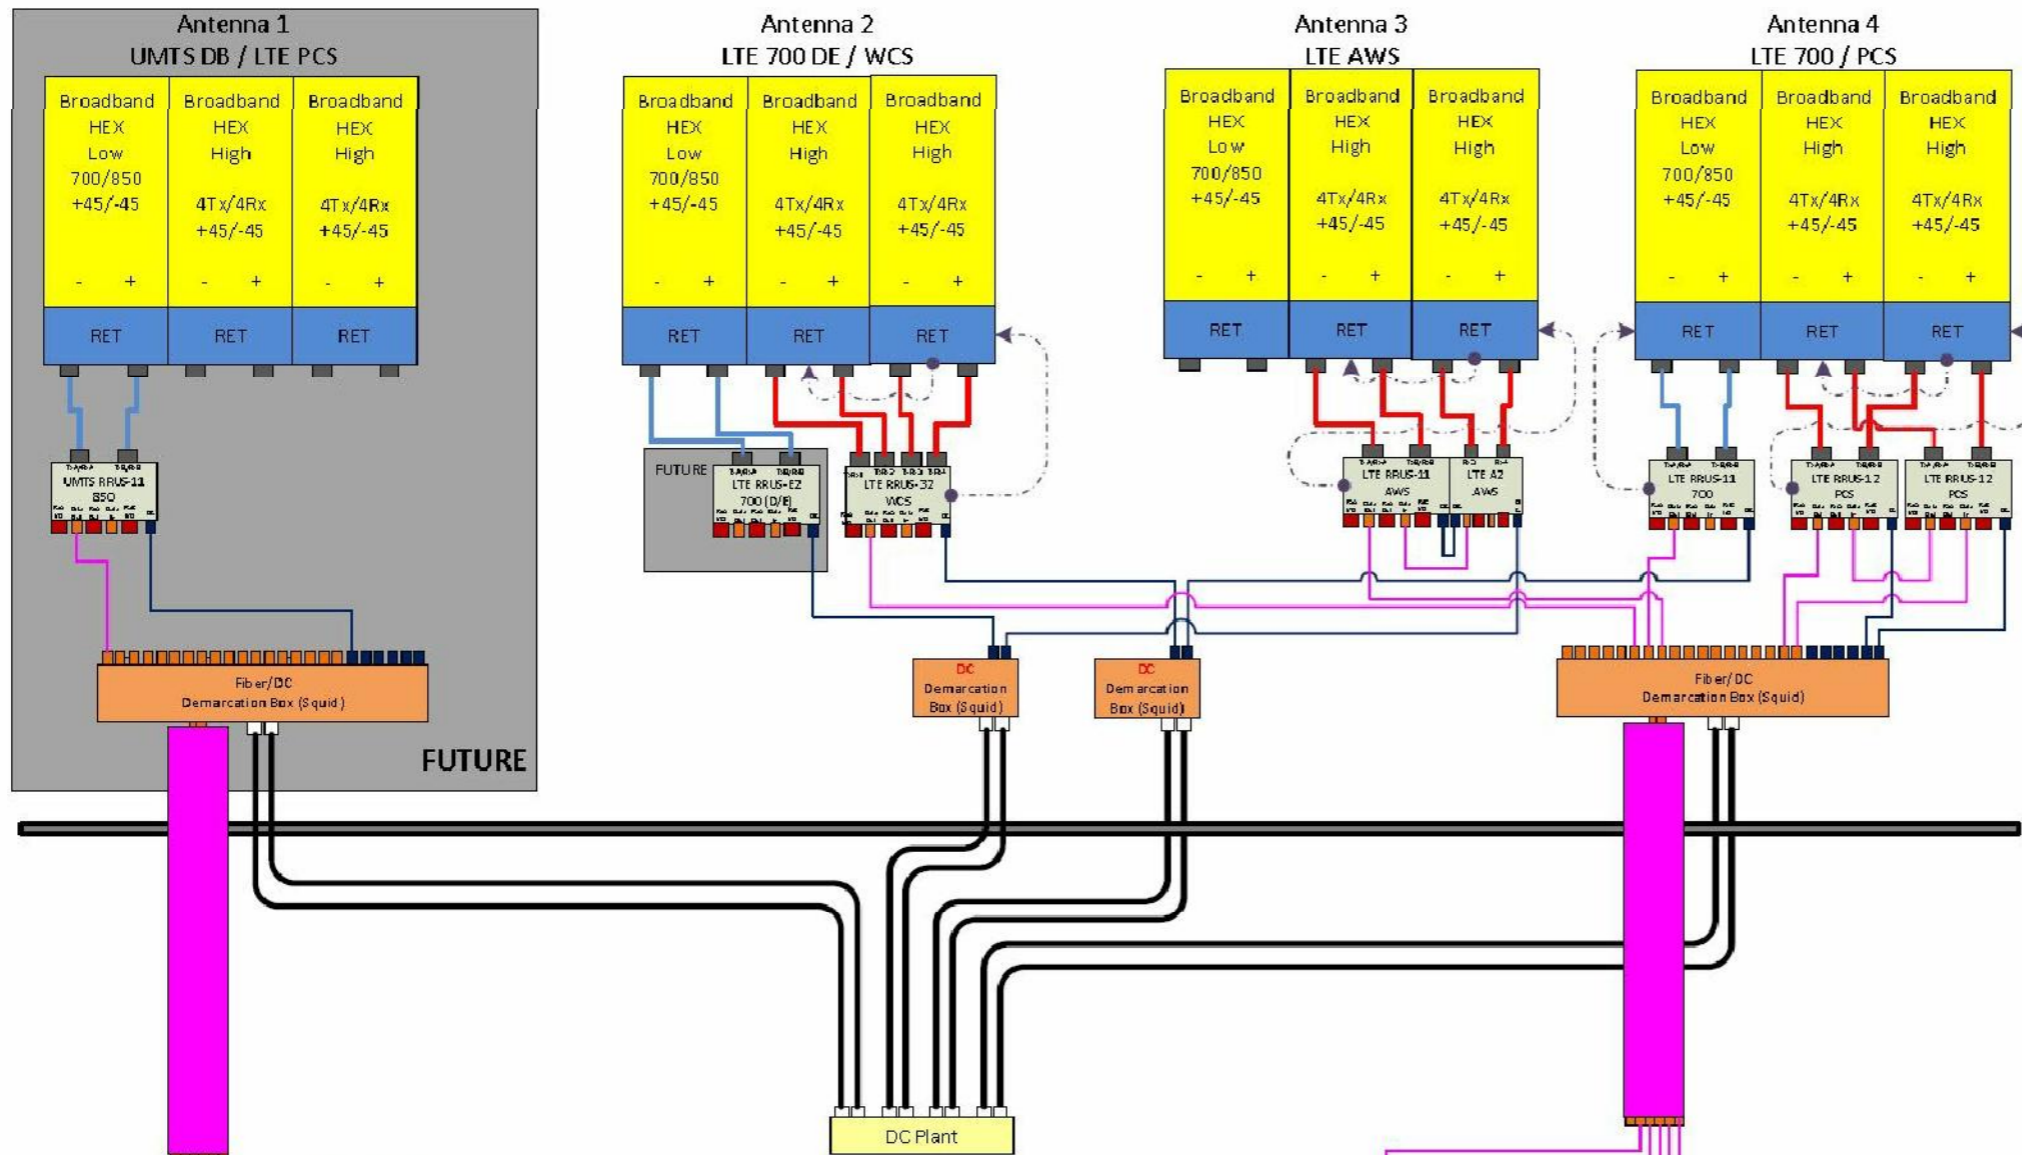 Antenna 1
UMTS DB / LTE PCS
Broadband
HEX
Low
700/850
+45/-45
- +
RET
Broadband
HEX
High
4Tx/4Rx
+45/-45
- +
RET
Broadband
HEX
High
4Tx/4Rx
+45/-45
- +
RET
UMTS RRUS-11
850
Fiber/DC
Demarcation Box (Squid)
FUTURE
Antenna 2
LTE 700 DE / WCS
Broadband
HEX
Low
700/850
+45/-45
- +
RET
Broadband
HEX
High
4Tx/4Rx
+45/-45
- +
RET
Broadband
HEX
High
4Tx/4Rx
+45/-45
- +
RET
FUTURE
LTE RRUS-E2
700 (D/E)
LTE RRUS-32
WCS
DC
Demarcation
Box (Squid)
DC
Demarcation
Box (Squid)
Antenna 3
LTE AWS
Broadband
HEX
Low
700/850
+45/-45
- +
RET
Broadband
HEX
High
4Tx/4Rx
+45/-45
- +
RET
Broadband
HEX
High
4Tx/4Rx
+45/-45
- +
RET
LTE RRUS-11
AWS
LTE A2
AWS
Antenna 4
LTE 700 / PCS
Broadband
HEX
Low
700/850
+45/-45
- +
RET
Broadband
HEX
High
4Tx/4Rx
+45/-45
- +
RET
Broadband
HEX
High
4Tx/4Rx
+45/-45
- +
RET
LTE RRUS-11
700
LTE RRUS-12
PCS
LTE RRUS-12
PCS
Fiber/DC
Demarcation Box (Squid)
DC Plant